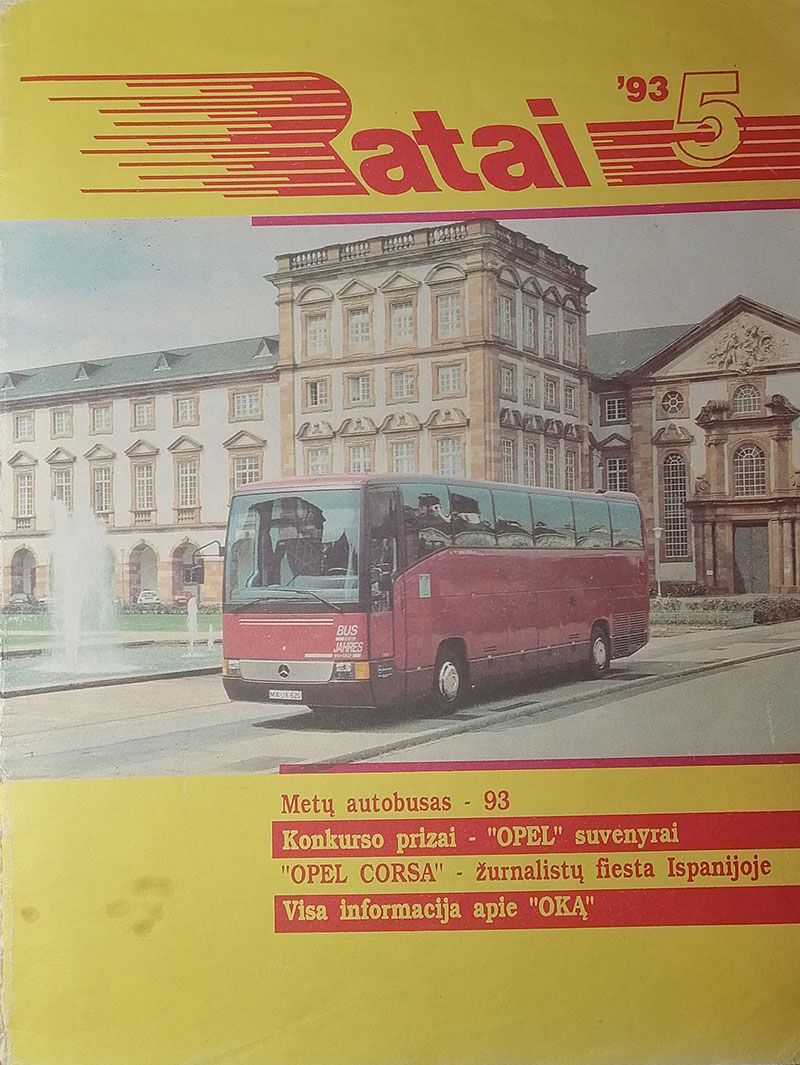 Ratai '93 5
BUS
JAHRES
Metų autobusas - 93
Konkurso prizai - "OPEL" suvenyrai
"OPEL CORSA" - žurnalistų fiesta Ispanijoje
Visa informacija apie "OKĄ"